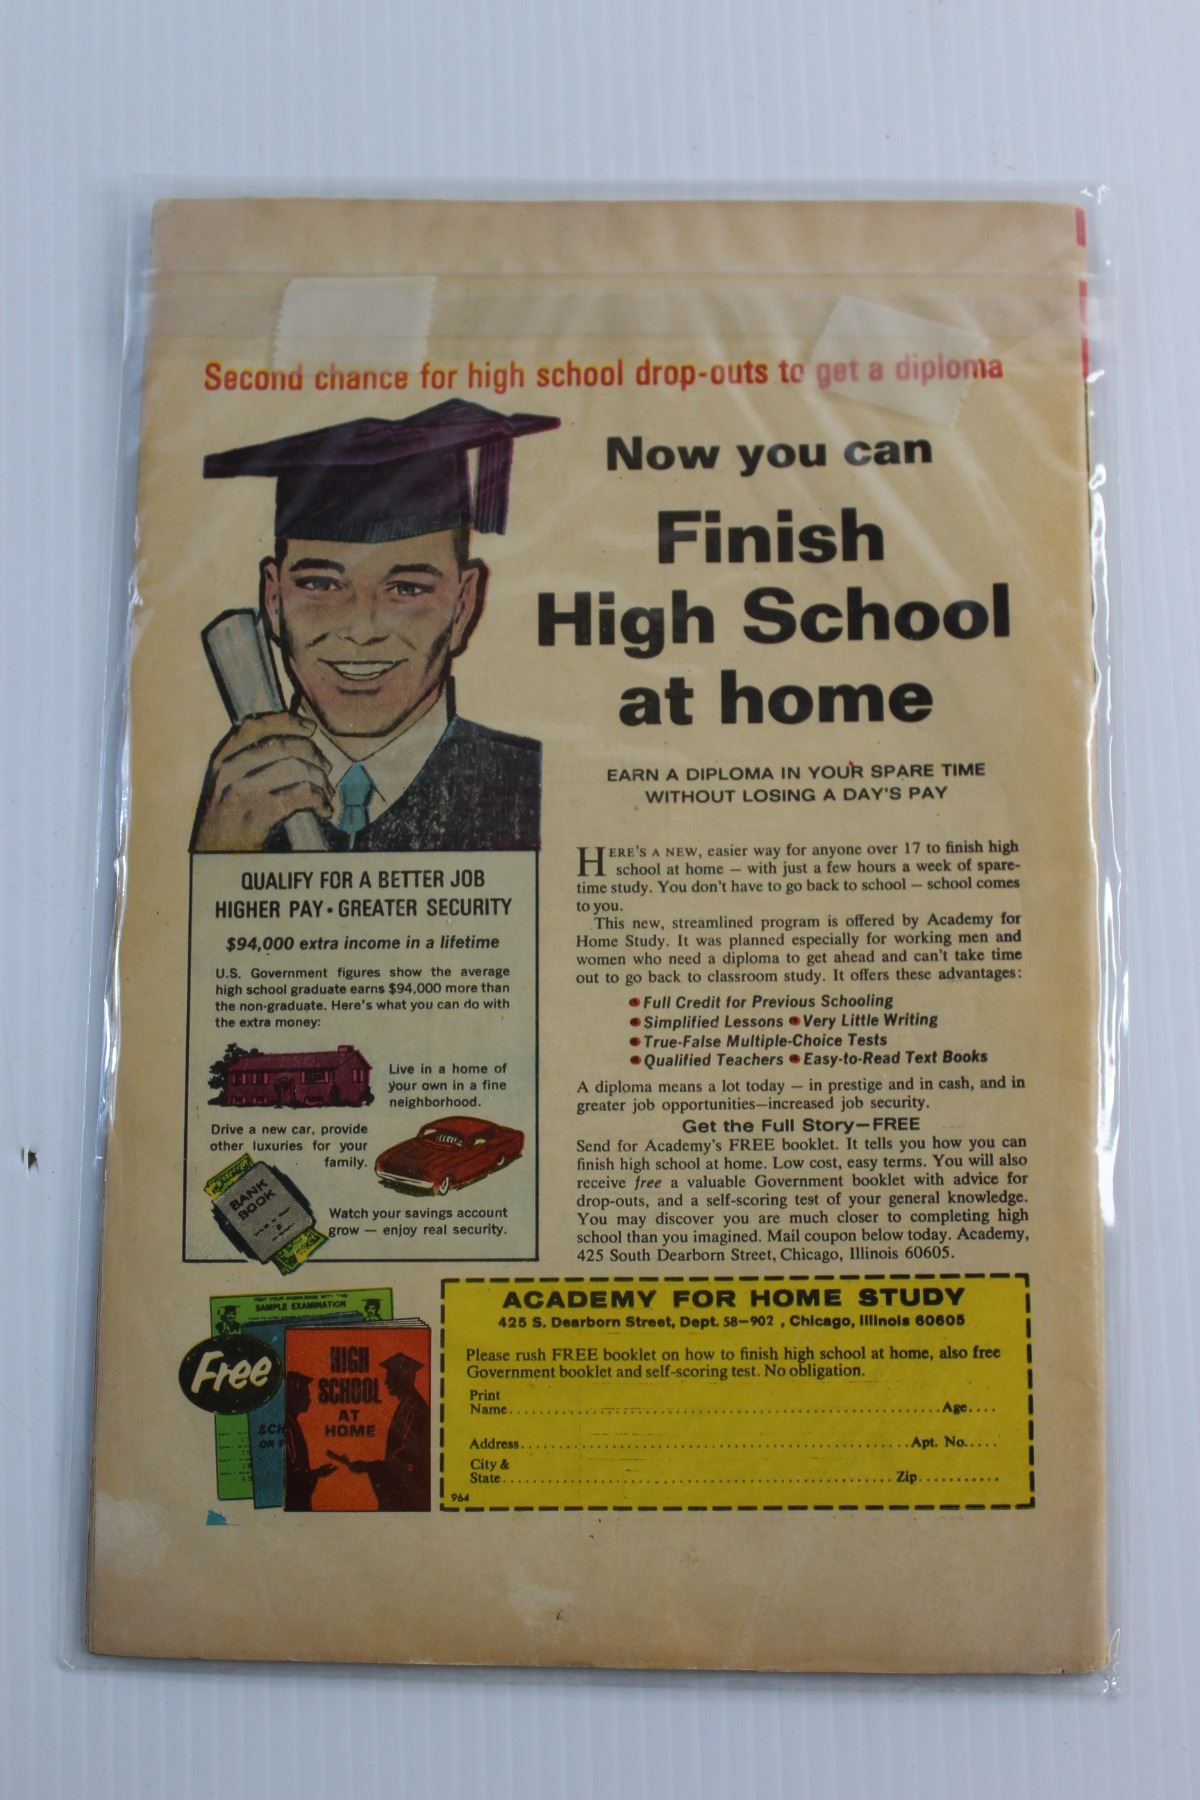 Second chance for high school drop-outs to get a diploma
Now you can
Finish
High School
at home
EARN A DIPLOMA IN YOUR SPARE TIME
WITHOUT LOSING A DAY'S PAY
QUALIFY FOR A BETTER JOB
HIGHER PAY • GREATER SECURITY
$94,000 extra income in a lifetime
U.S. Government figures show the average
high school graduate earns $94,000 more than
the non-graduate. Here's what you can do with
the extra money:
Live in a home of
your own in a fine
neighborhood.
Drive a new car, provide
other luxuries for your
family.
BANK
BOOK
Watch your savings account
grow — enjoy real security.
HERE'S A NEW, easier way for anyone over 17 to finish high
school at home — with just a few hours a week of spare-
time study. You don't have to go back to school — school comes
to you.
This new, streamlined program is offered by Academy for
Home Study. It was planned especially for working men and
women who need a diploma to get ahead and can't take time
out to go back to classroom study. It offers these advantages:
• Full Credit for Previous Schooling
• Simplified Lessons • Very Little Writing
• True-False Multiple-Choice Tests
• Qualified Teachers • Easy-to-Read Text Books
A diploma means a lot today — in prestige and in cash, and in
greater job opportunities—increased job security.
Get the Full Story—FREE
Send for Academy's FREE booklet. It tells you how you can
finish high school at home. Low cost, easy terms. You will also
receive free a valuable Government booklet with advice for
drop-outs, and a self-scoring test of your general knowledge.
You may discover you are much closer to completing high
school than you imagined. Mail coupon below today. Academy,
425 South Dearborn Street, Chicago, Illinois 60605.
SAMPLE EXAMINATION
Free
HIGH
SCHOOL
AT
HOME
SCH
OR
ACADEMY FOR HOME STUDY
425 S. Dearborn Street, Dept. 58-902 , Chicago, Illinois 60605
Please rush FREE booklet on how to finish high school at home, also free
Government booklet and self-scoring test. No obligation.
Print
Name.......................Age....
Address.......................Apt. No.....
City &
State.......................Zip...........
964